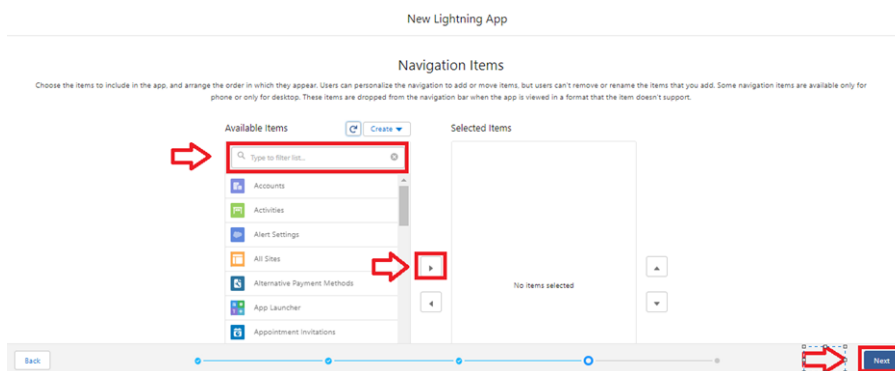 New Lightning App
Navigation Items
Choose the items to include in the app, and arrange the order in which they appear. Users can personalize the navigation to add or move items, but users can't remove or rename the items that you add. Some navigation items are available only for
phone or only for desktop. These items are dropped from the navigation bar when the app is viewed in a format that the item doesn't support.
Available Items
Create
Selected Items
Type to filter list...
Accounts
Activities
Alert Settings
All Sites
Alternative Payment Methods
App Launcher
Appointment Invitations
No items selected
Back
Next